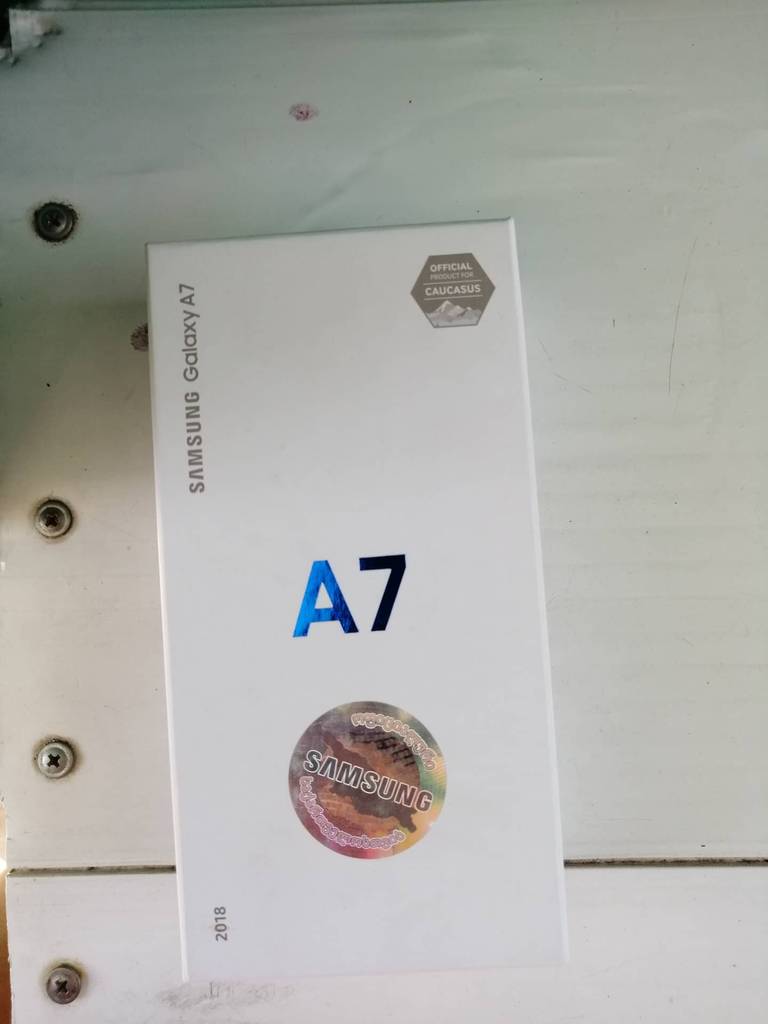 OFFICIAL
PRODUCT FOR
CAUCASUS
SAMSUNG Galaxy A7
A7
SAMSUNG
2018